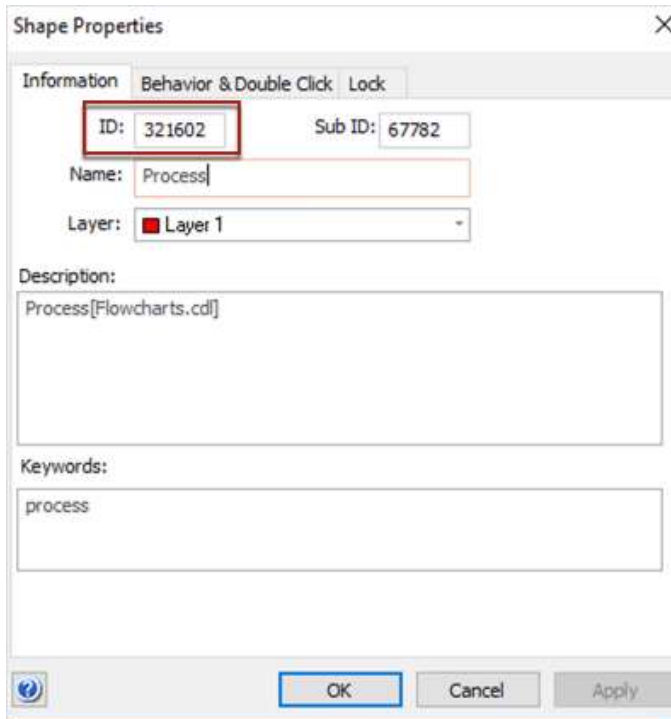 Shape Properties
Information Behavior & Double Click Lock
ID: 321602 Sub ID: 67782
Name: Process
Layer: Layer 1
Description:
Process[Flowcharts.cdl]
Keywords:
process
OK Cancel Apply